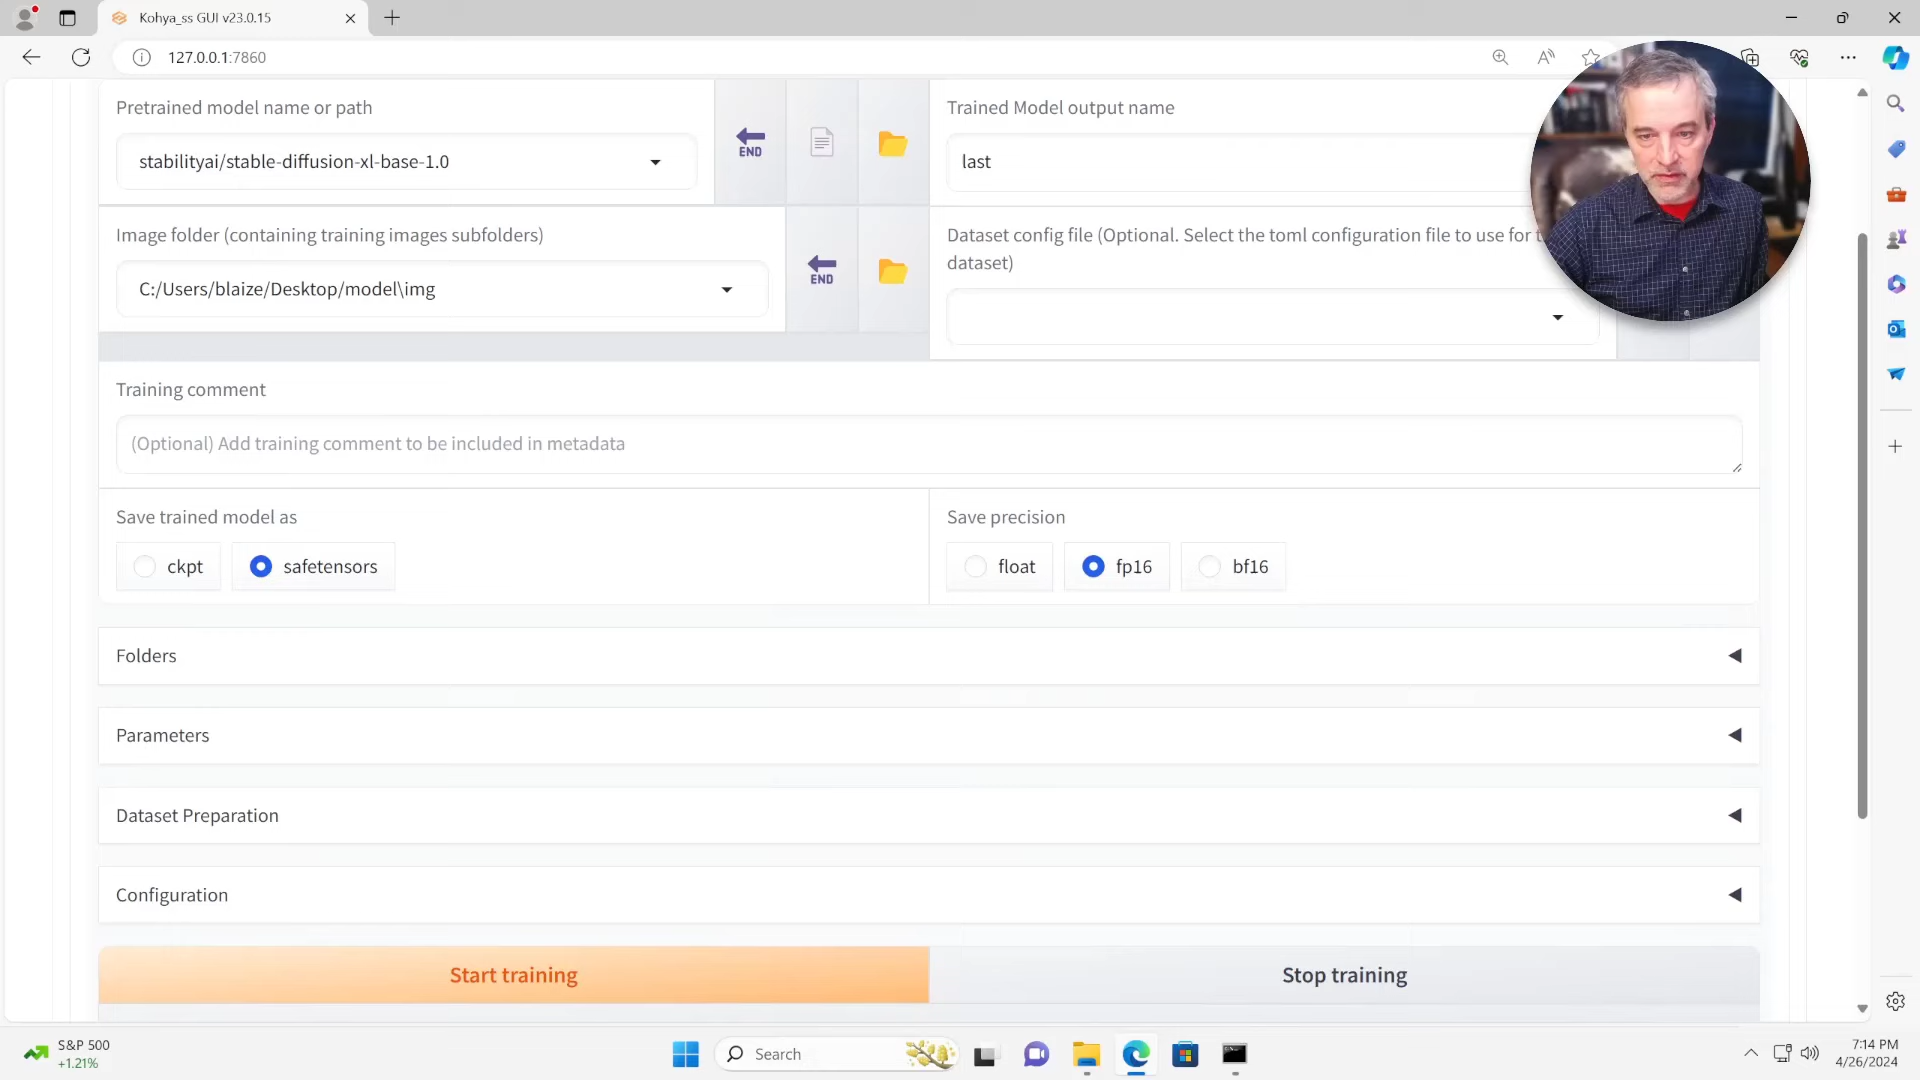 Kohya_ss GUI v23.0.15
127.0.0.1:7860
Pretrained model name or path
stabilityai/stable-diffusion-xl-base-1.0
END
Trained Model output name
last
Image folder (containing training images subfolders)
C:/Users/blaize/Desktop/model\img
END
Dataset config file (Optional. Select the toml configuration file to use for
dataset)
Training comment
(Optional) Add training comment to be included in metadata
Save trained model as
ckpt
safetensors
Save precision
float
fp16
bf16
Folders
Parameters
Dataset Preparation
Configuration
Start training
Stop training
S&P 500
+1.21%
Search
7:14 PM
4/26/2024